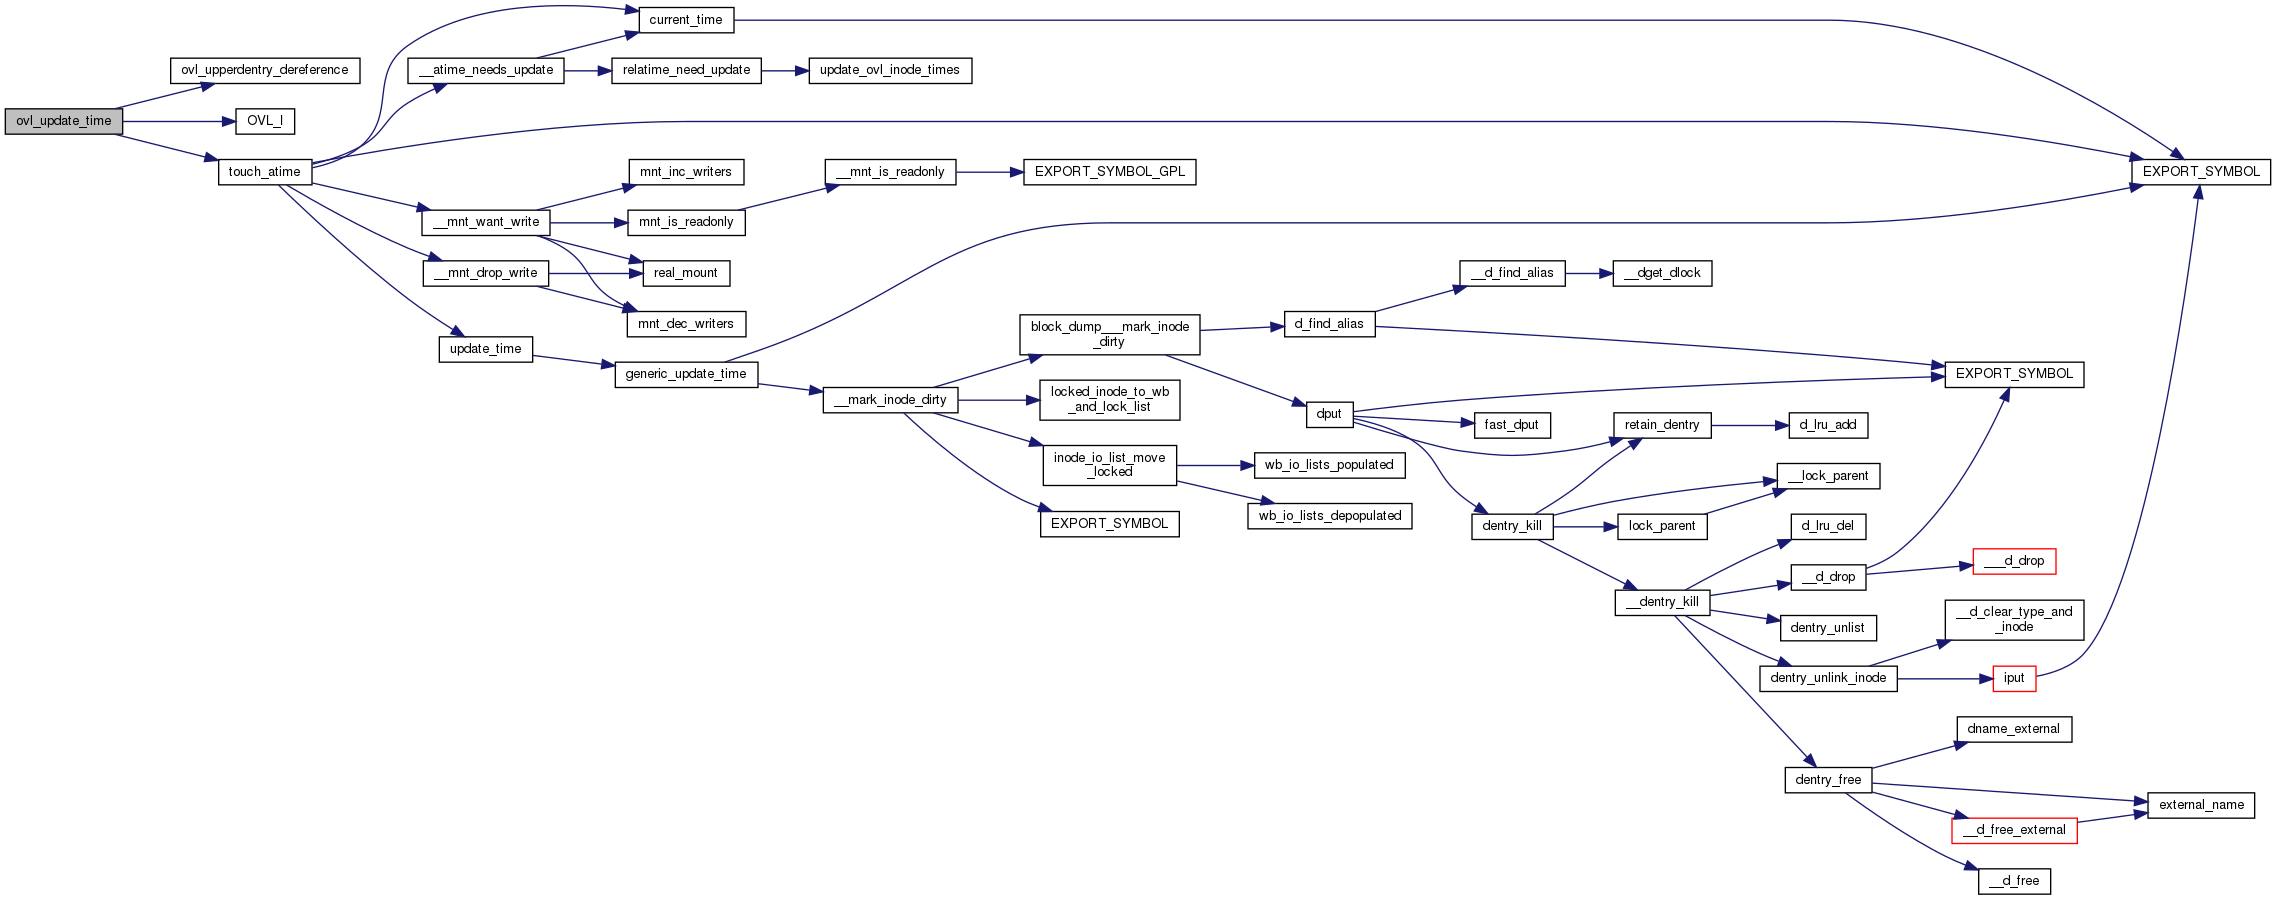 current_time
ovl_upperdentry_dereference
__atime_needs_update
relatime_need_update
update_ovl_inode_times
ovl_update_time
OVL_I
touch_atime
mnt_inc_writers
__mnt_is_readonly
EXPORT_SYMBOL_GPL
EXPORT_SYMBOL
__mnt_want_write
mnt_is_readonly
__mnt_drop_write
real_mount
__d_find_alias
__dget_dlock
mnt_dec_writers
block_dump___mark_inode
_dirty
d_find_alias
update_time
generic_update_time
EXPORT_SYMBOL
__mark_inode_dirty
locked_inode_to_wb
_and_lock_list
dput
fast_dput
retain_dentry
d_lru_add
inode_io_list_move
_locked
wb_io_lists_populated
__lock_parent
wb_io_lists_depopulated
EXPORT_SYMBOL
dentry_kill
lock_parent
d_lru_del
___d_drop
__d_drop
__dentry_kill
dentry_unlist
__d_clear_type_and
_inode
dentry_unlink_inode
iput
dname_external
dentry_free
external_name
__d_free_external
__d_free